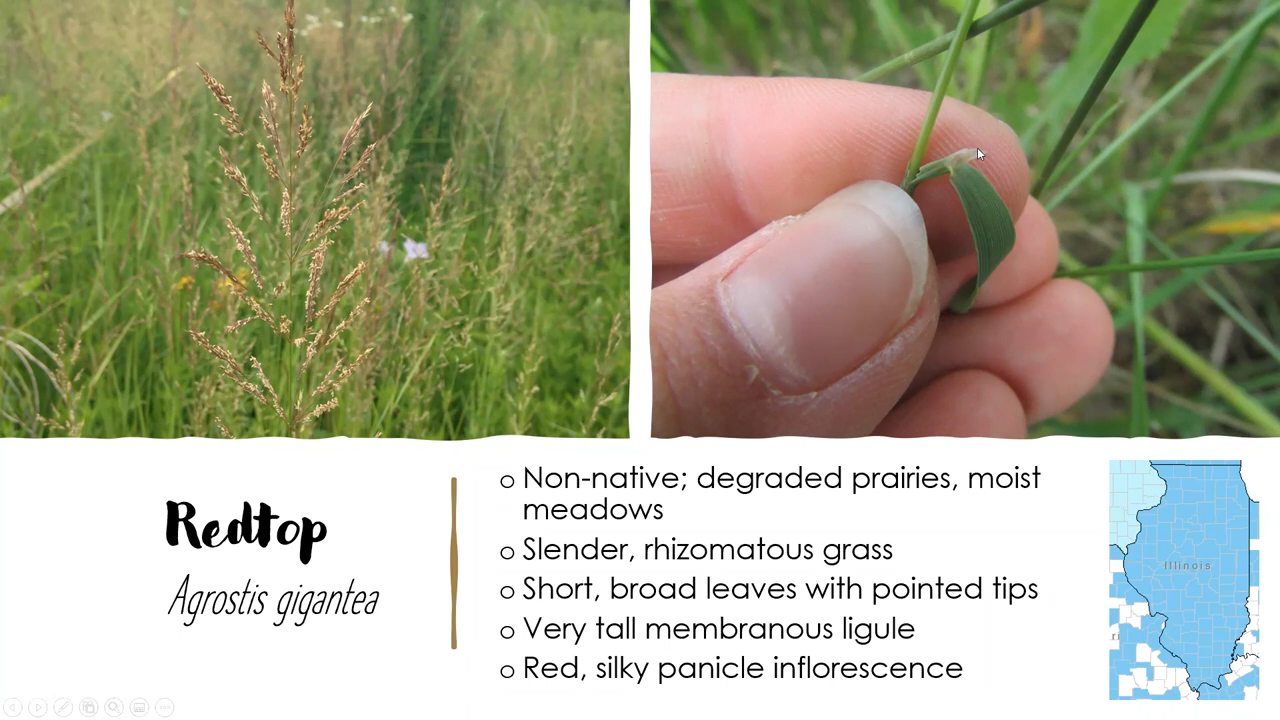 Redtop
Agrostis gigantea
o Non-native; degraded prairies, moist
meadows
o Slender, rhizomatous grass
o Short, broad leaves with pointed tips
o Very tall membranous ligule
o Red, silky panicle inflorescence
Illinois